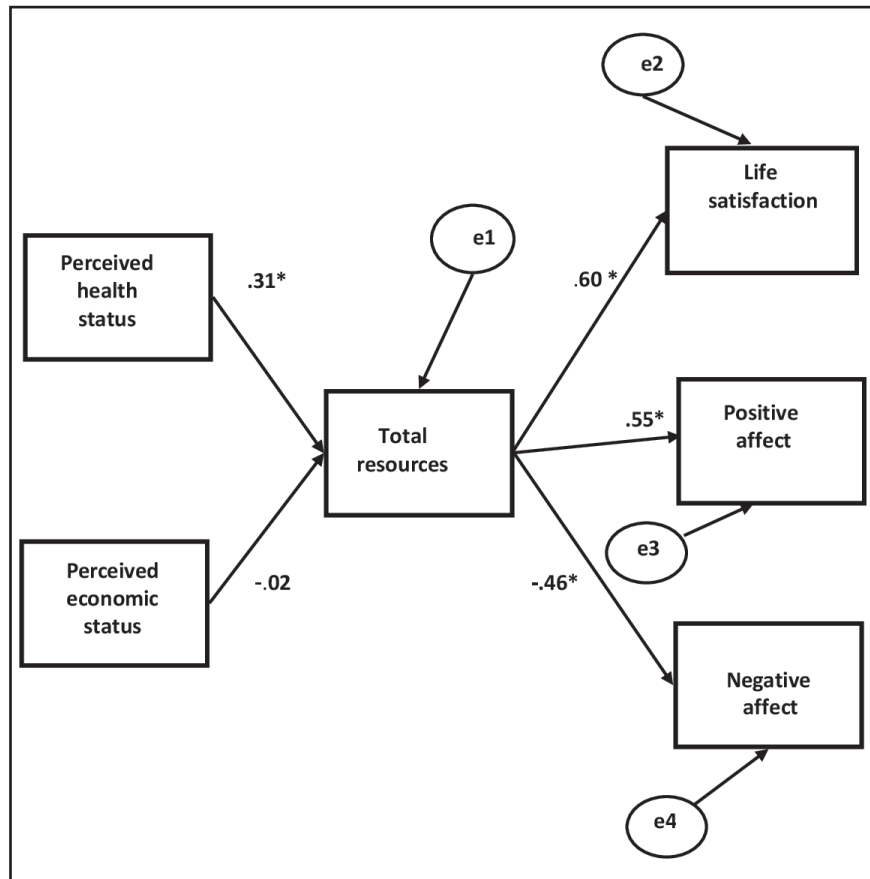 e2
Life
satisfaction
e1
Perceived
health
status
.31*
.60 *
Total
resources
.55*
Positive
affect
e3
Perceived
economic
status
-.02
-.46*
Negative
affect
e4